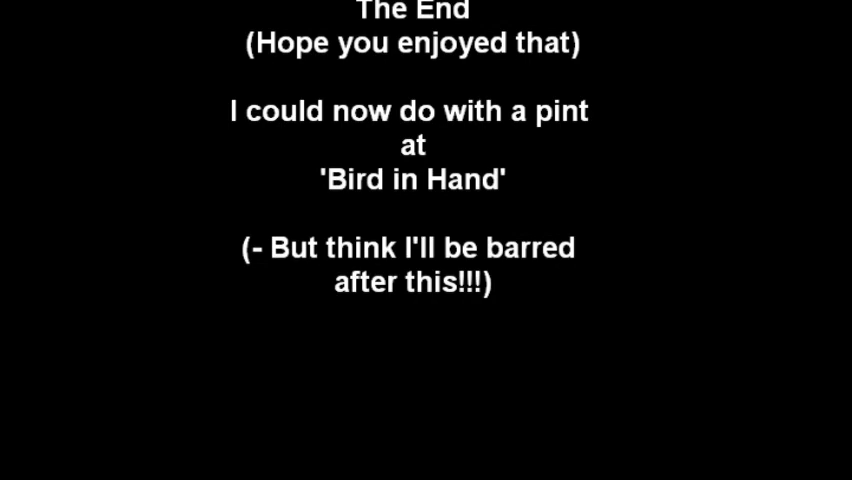 The End
(Hope you enjoyed that)
I could now do with a pint
at
'Bird in Hand'
(- But think I'll be barred
after this!!!)